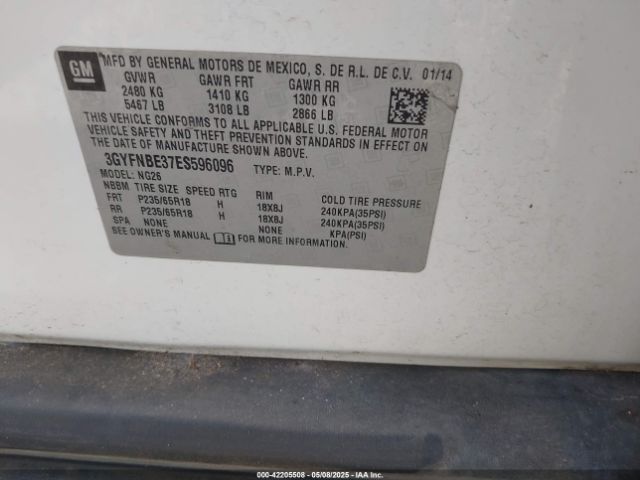 GM
MFD BY GENERAL MOTORS DE MEXICO, S. DE R.L. DE C.V. 01/14
GVWR GAWR FRT GAWR RR
2480 KG 1410 KG 1300 KG
5467 LB 3108 LB 2866 LB
THIS VEHICLE CONFORMS TO ALL APPLICABLE U.S. FEDERAL MOTOR
VEHICLE SAFETY AND THEFT PREVENTION STANDARDS IN EFFECT ON
THE DATE OF MANUFACTURE SHOWN ABOVE.
3GYFNBE37ES596096 TYPE: M.P.V.
MODEL: NG26
NBBM TIRE SIZE SPEED RTG RIM COLD TIRE PRESSURE
FRT P235/65R18 H 18X8J 240KPA(35PSI)
RR P235/65R18 H 18X8J 240KPA(35PSI)
SPA NONE NONE KPA(PSI)
SEE OWNER'S MANUAL FOR MORE INFORMATION.
000-42205508 - 05/08/2025 - IAA Inc.